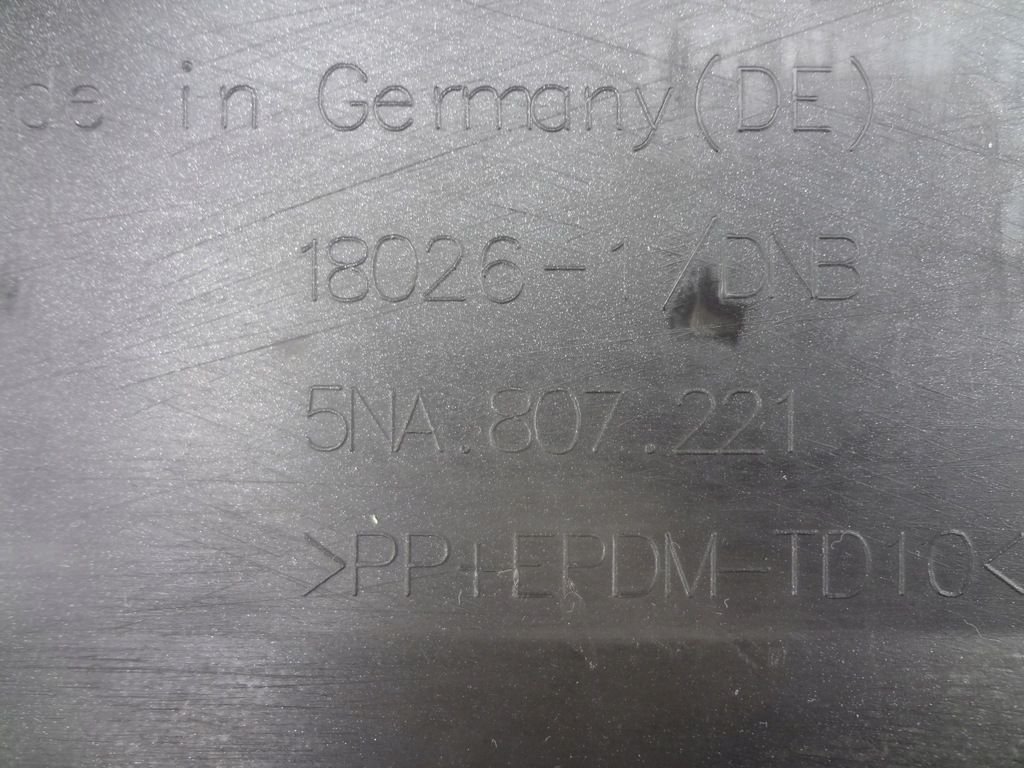 de in Germany(DE)
18026-1/DNB
5NA.807.221
>PP+EPDM-TD10<